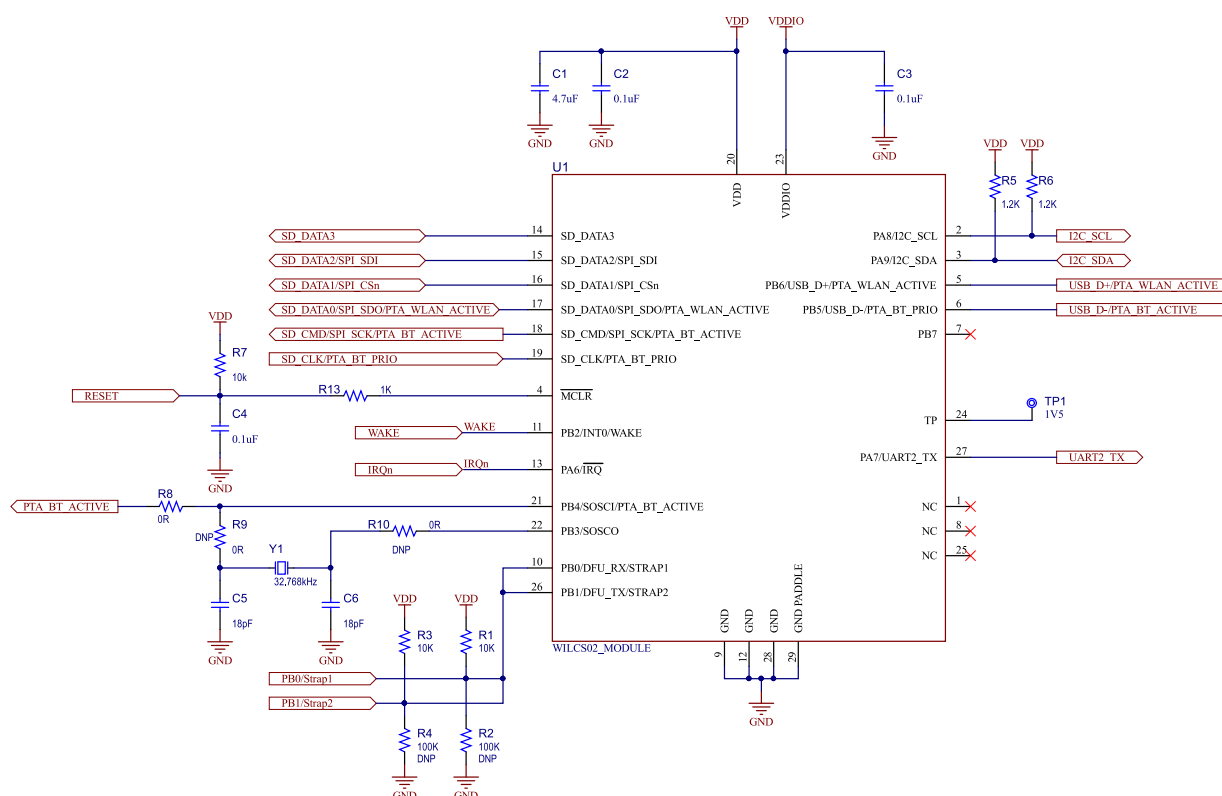 VDD
VDDIO
C1
4.7uF
C2
0.1uF
C3
0.1uF
GND
GND
GND
VDD
VDD
20
23
U1
VDD
VDDIO
R5
1.2K
R6
1.2K
SD_DATA3
14
SD_DATA3
PA8/I2C_SCL
2
I2C_SCL
SD_DATA2/SPI_SDI
15
SD_DATA2/SPI_SDI
PA9/I2C_SDA
3
I2C_SDA
SD_DATA1/SPI_CSn
16
SD_DATA1/SPI_CSn
PB6/USB_D+/PTA_WLAN_ACTIVE
5
USB_D+/PTA_WLAN_ACTIVE
SD_DATA0/SPI_SDO/PTA_WLAN_ACTIVE
17
SD_DATA0/SPI_SDO/PTA_WLAN_ACTIVE
PB5/USB_D-/PTA_BT_PRIO
6
USB_D-/PTA_BT_ACTIVE
SD_CMD/SPI_SCK/PTA_BT_ACTIVE
18
SD_CMD/SPI_SCK/PTA_BT_ACTIVE
PB7
7
SD_CLK/PTA_BT_PRIO
19
SD_CLK/PTA_BT_PRIO
VDD
R7
10k
RESET
R13
1K
4
MCLR
C4
0.1uF
GND
TP
24
TP1
1V5
WAKE
WAKE
11
PB2/INT0/WAKE
PA7/UART2_TX
27
UART2_TX
IRQn
IRQn
13
PA6/IRQ
PTA_BT_ACTIVE
R8
0R
21
PB4/SOSCI/PTA_BT_ACTIVE
NC
1
R9
DNP
0R
R10
0R
DNP
22
PB3/SOSCO
NC
8
NC
25
Y1
32.768kHz
10
PB0/DFU_RX/STRAP1
26
PB1/DFU_TX/STRAP2
C5
18pF
GND
C6
18pF
GND
VDD
VDD
R3
10K
R1
10K
GND
GND
GND
GND PADDLE
WILCS02_MODULE
9
12
28
29
GND
PB0/Strap1
PB1/Strap2
R4
100K
DNP
R2
100K
DNP
GND
GND